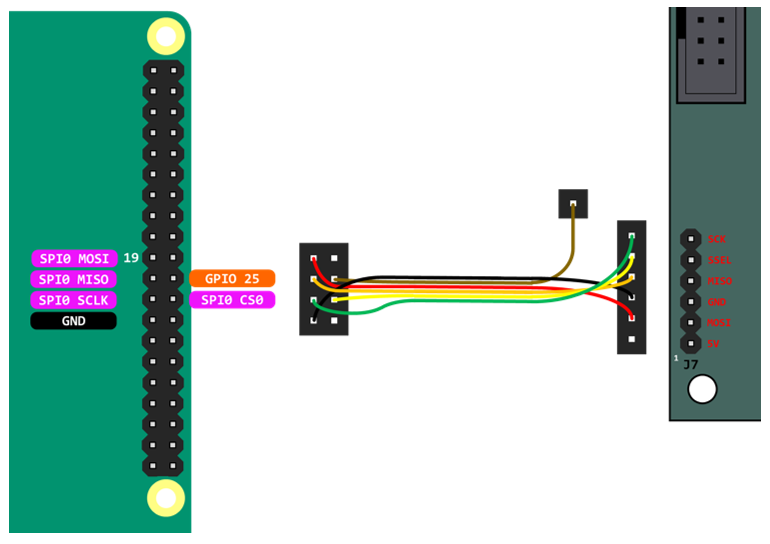 SPI0 MOSI 19
SPI0 MISO GPIO 25
SPI0 SCLK SPI0 CS0
GND
SCK
SSEL
MISO
GND
MOSI
5V
1
J7